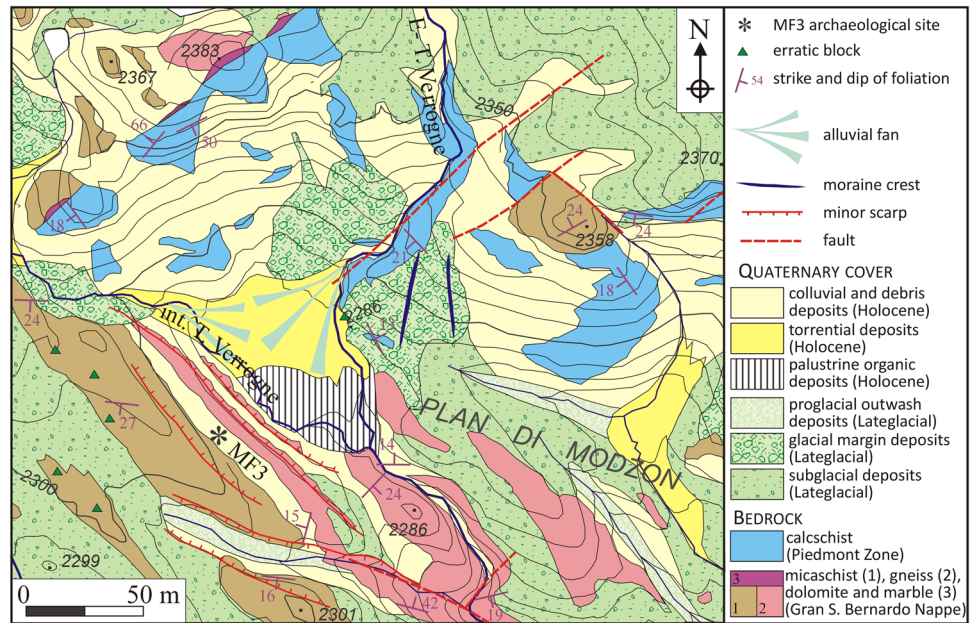 2383
2367
E. T. Verrogne
N
2350
66
50
2370
18
24
2358
24
21
18
24
int. T. Verrogne
2286
13
PLAN DI MODZON
27
MF3
14
24
2300
15
2286
2299
16
2301
42
19
0 50 m
MF3 archaeological site
erratic block
54 strike and dip of foliation
alluvial fan
moraine crest
minor scarp
fault
QUATERNARY COVER
colluvial and debris
deposits (Holocene)
torrential deposits
(Holocene)
palustrine organic
deposits (Holocene)
proglacial outwash
deposits (Lateglacial)
glacial margin deposits
(Lateglacial)
subglacial deposits
(Lateglacial)
BEDROCK
calcschist
(Piedmont Zone)
3
1 2
micaschist (1), gneiss (2),
dolomite and marble (3)
(Gran S. Bernardo Nappe)